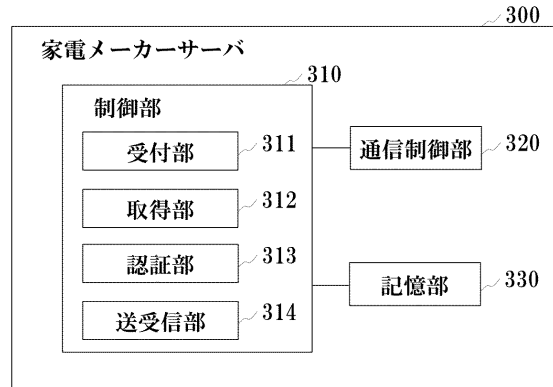 300
家電メーカーサーバ
310
制御部
受付部 311
取得部 312
認証部 313
送受信部 314
通信制御部 320
記憶部 330